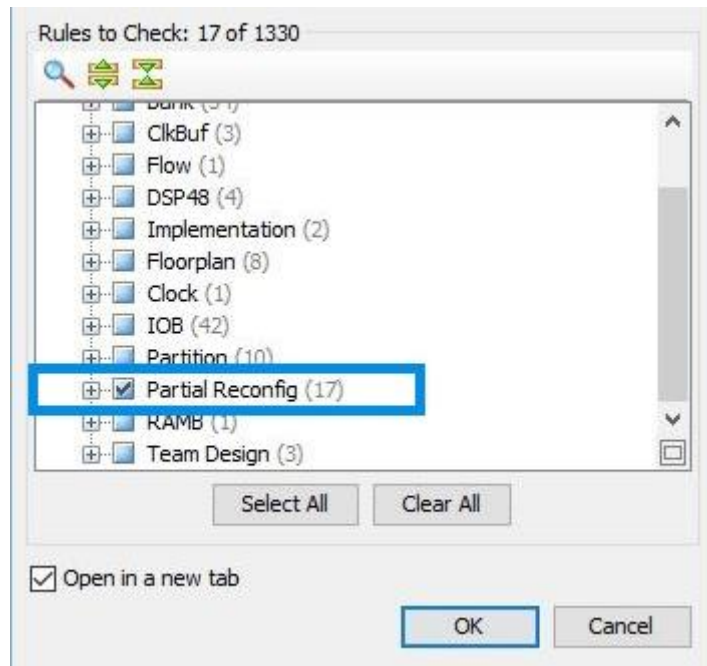 Rules to Check: 17 of 1330
ClkBuf (3)
Flow (1)
DSP48 (4)
Implementation (2)
Floorplan (8)
Clock (1)
IOB (42)
Partition (10)
Partial Reconfig (17)
RAMB (1)
Team Design (3)
Select All Clear All
Open in a new tab
OK Cancel